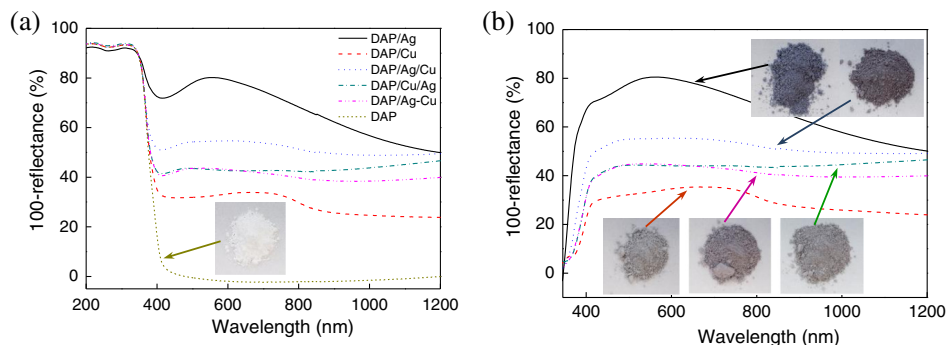 (a)
100-reflectance (%)
100
80
60
40
20
0
DAP/Ag
DAP/Cu
DAP/Ag/Cu
DAP/Cu/Ag
DAP/Ag-Cu
DAP
200 400 600 800 1000 1200
Wavelength (nm)
(b)
100-reflectance (%)
100
80
60
40
20
0
400 600 800 1000 1200
Wavelength (nm)